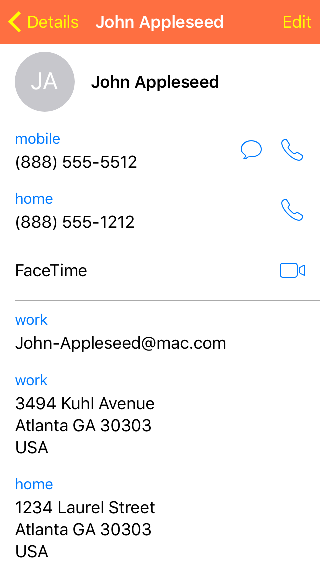 Details John Appleseed Edit
JA John Appleseed
mobile
(888) 555-5512
home
(888) 555-1212
FaceTime
work
John-Appleseed@mac.com
work
3494 Kuhl Avenue
Atlanta GA 30303
USA
home
1234 Laurel Street
Atlanta GA 30303
USA